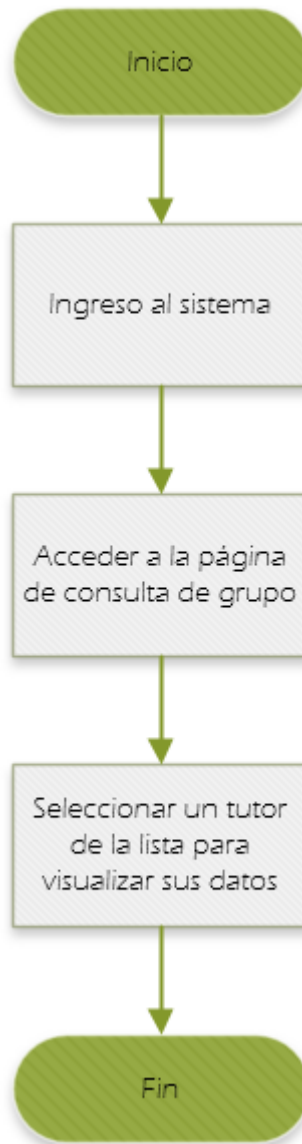 Inicio
Ingreso al sistema
Acceder a la página
de consulta de grupo
Seleccionar un tutor
de la lista para
visualizar sus datos
Fin